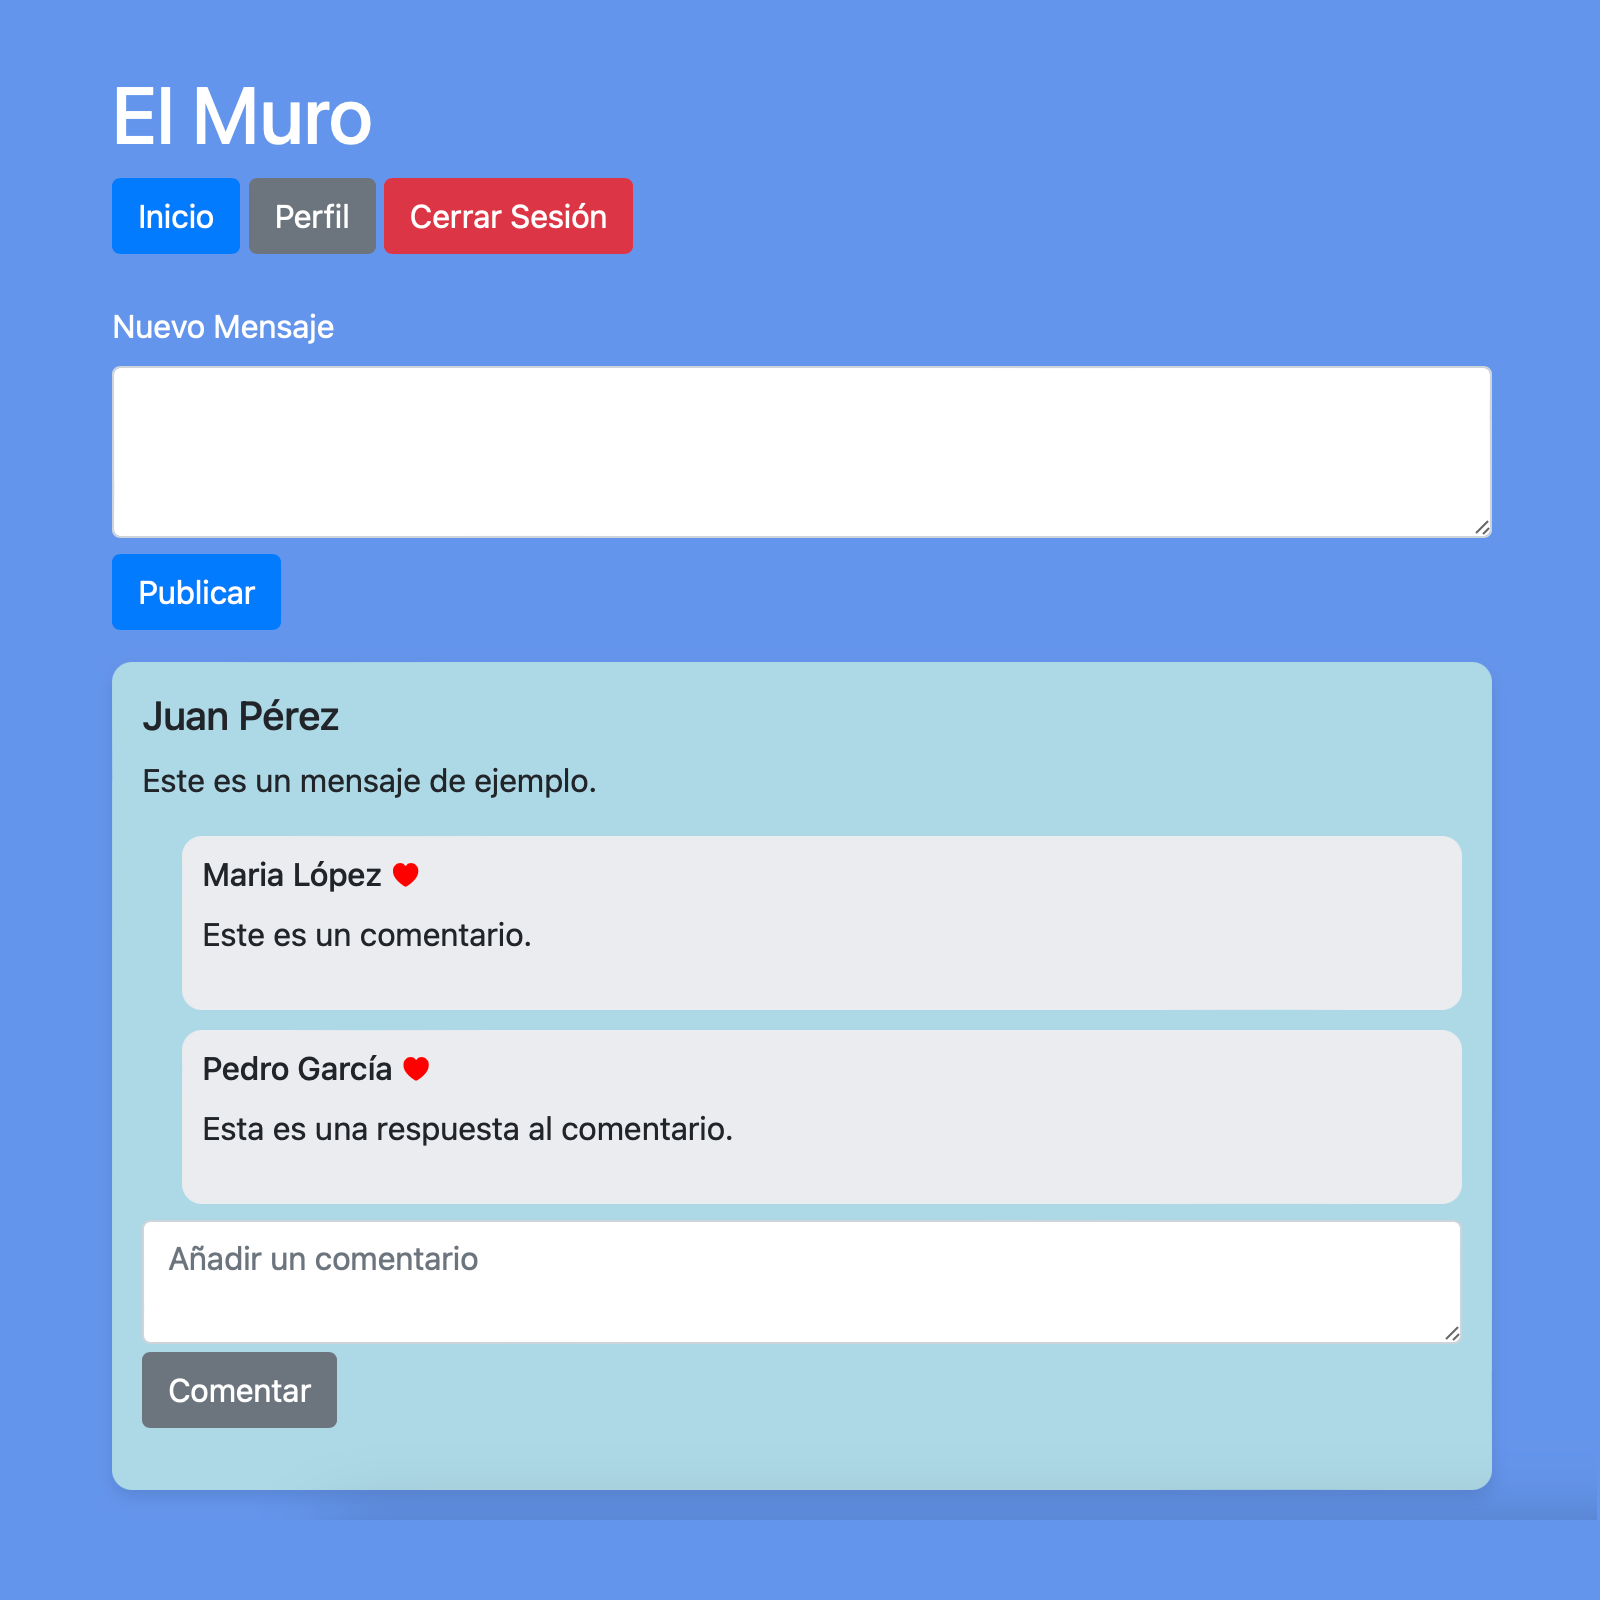 El Muro
Inicio Perfil Cerrar Sesión
Nuevo Mensaje
Publicar
Juan Pérez
Este es un mensaje de ejemplo.
Maria López
Este es un comentario.
Pedro García
Esta es una respuesta al comentario.
Añadir un comentario
Comentar